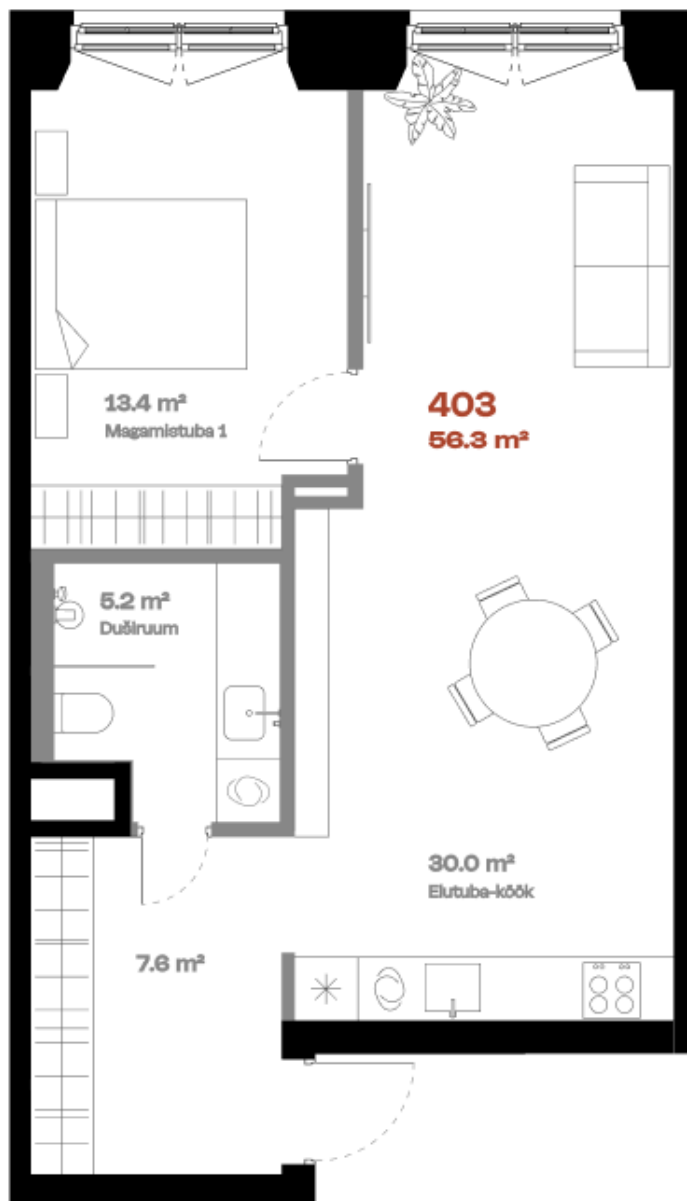 13.4 m²
Magamistuba 1
403
56.3 m²
5.2 m²
Duširuum
30.0 m²
Elutuba-köök
7.6 m²